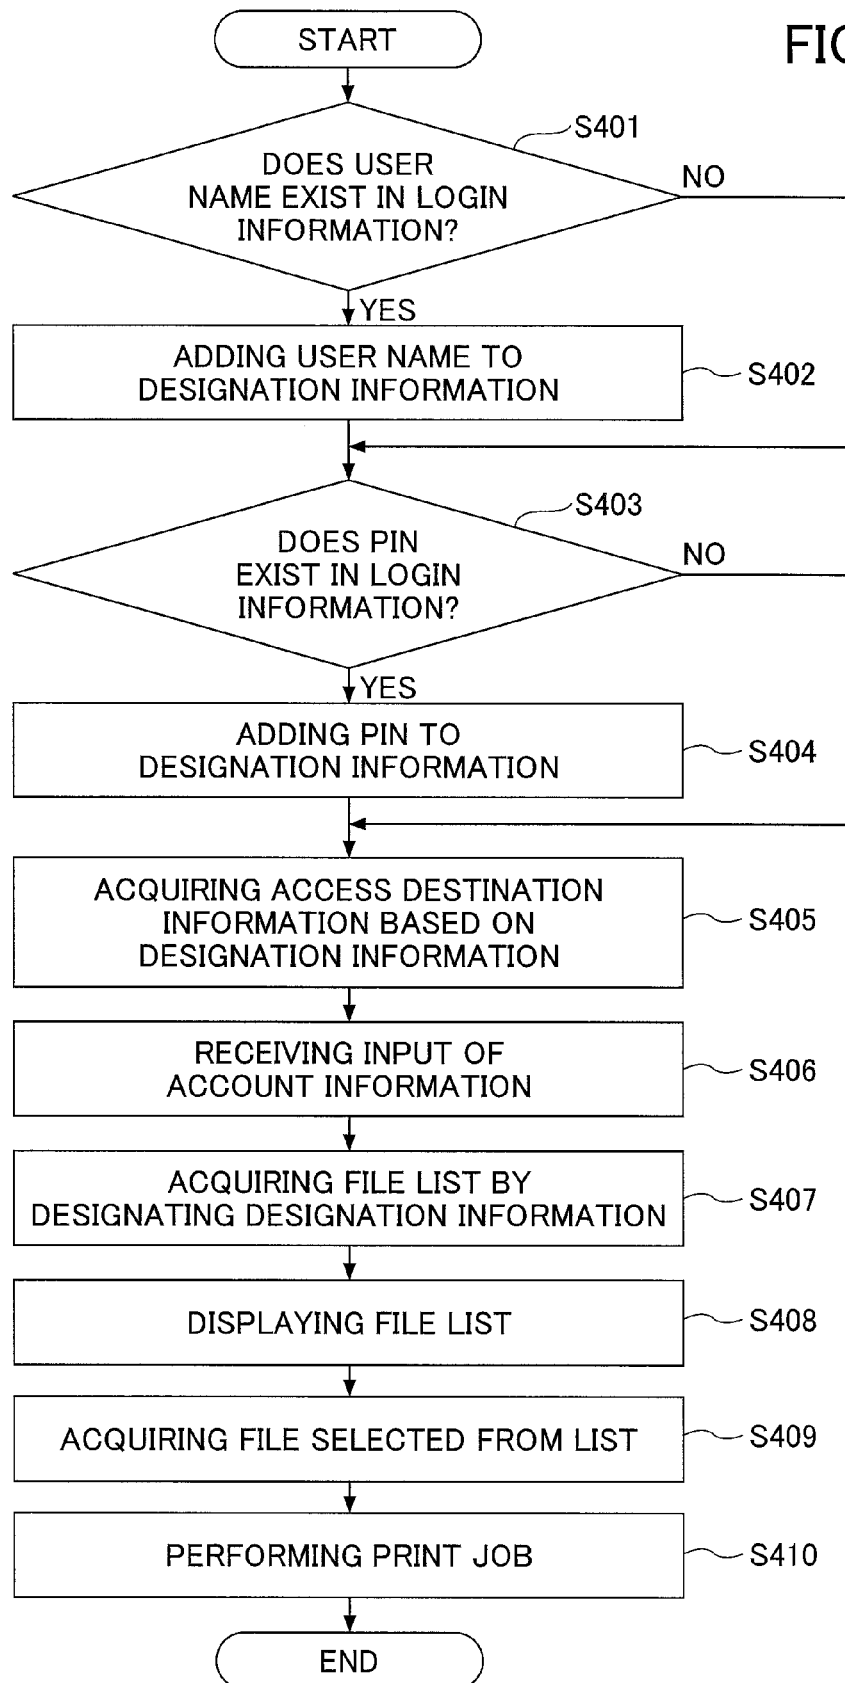 START
FIG
S401
DOES USER
NAME EXIST IN LOGIN
INFORMATION?
NO
YES
ADDING USER NAME TO
DESIGNATION INFORMATION
S402
S403
DOES PIN
EXIST IN LOGIN
INFORMATION?
NO
YES
ADDING PIN TO
DESIGNATION INFORMATION
S404
ACQUIRING ACCESS DESTINATION
INFORMATION BASED ON
DESIGNATION INFORMATION
S405
RECEIVING INPUT OF
ACCOUNT INFORMATION
S406
ACQUIRING FILE LIST BY
DESIGNATING DESIGNATION INFORMATION
S407
DISPLAYING FILE LIST
S408
ACQUIRING FILE SELECTED FROM LIST
S409
PERFORMING PRINT JOB
S410
END